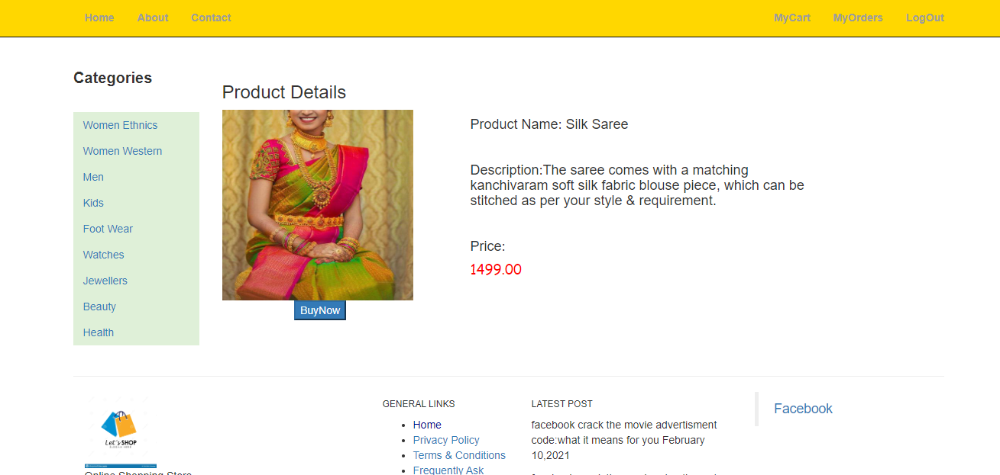 Home About Contact MyCart MyOrders LogOut
Categories
Women Ethnics
Women Western
Men
Kids
Foot Wear
Watches
Jewellers
Beauty
Health
Product Details
BuyNow
Product Name: Silk Saree
Description:The saree comes with a matching
kanchivaram soft silk fabric blouse piece, which can be
stitched as per your style & requirement.
Price:
1499.00
Let'sSHOP
Online Shopping Store
GENERAL LINKS
Home
Privacy Policy
Terms & Conditions
Frequently Ask
LATEST POST
facebook crack the movie advertisment
code:what it means for you February
10,2021
Facebook